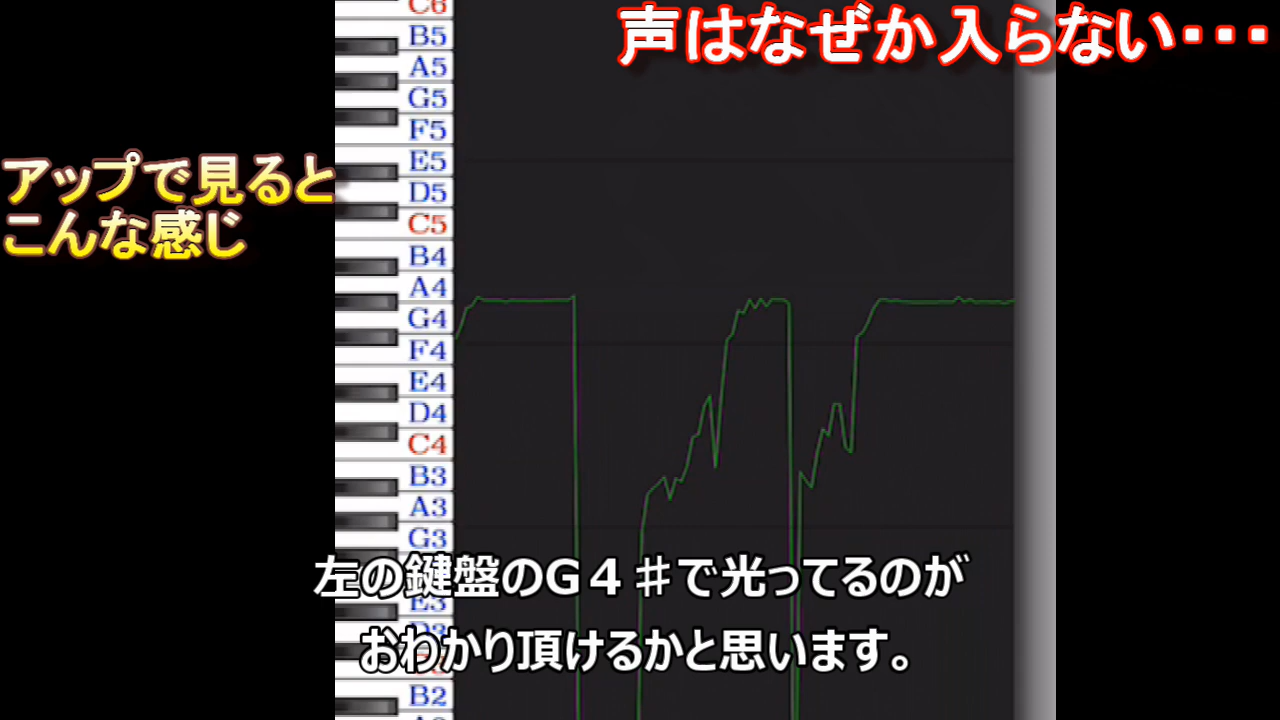 声はなぜか入らない・・・
アップで見ると
こんな感じ
C6
B5
A5
G5
F5
E5
D5
C5
B4
A4
G4
F4
E4
D4
C4
B3
A3
G3
E3
D3
B2
左の鍵盤のG4♯で光ってるのが
おわかり頂けるかと思います。